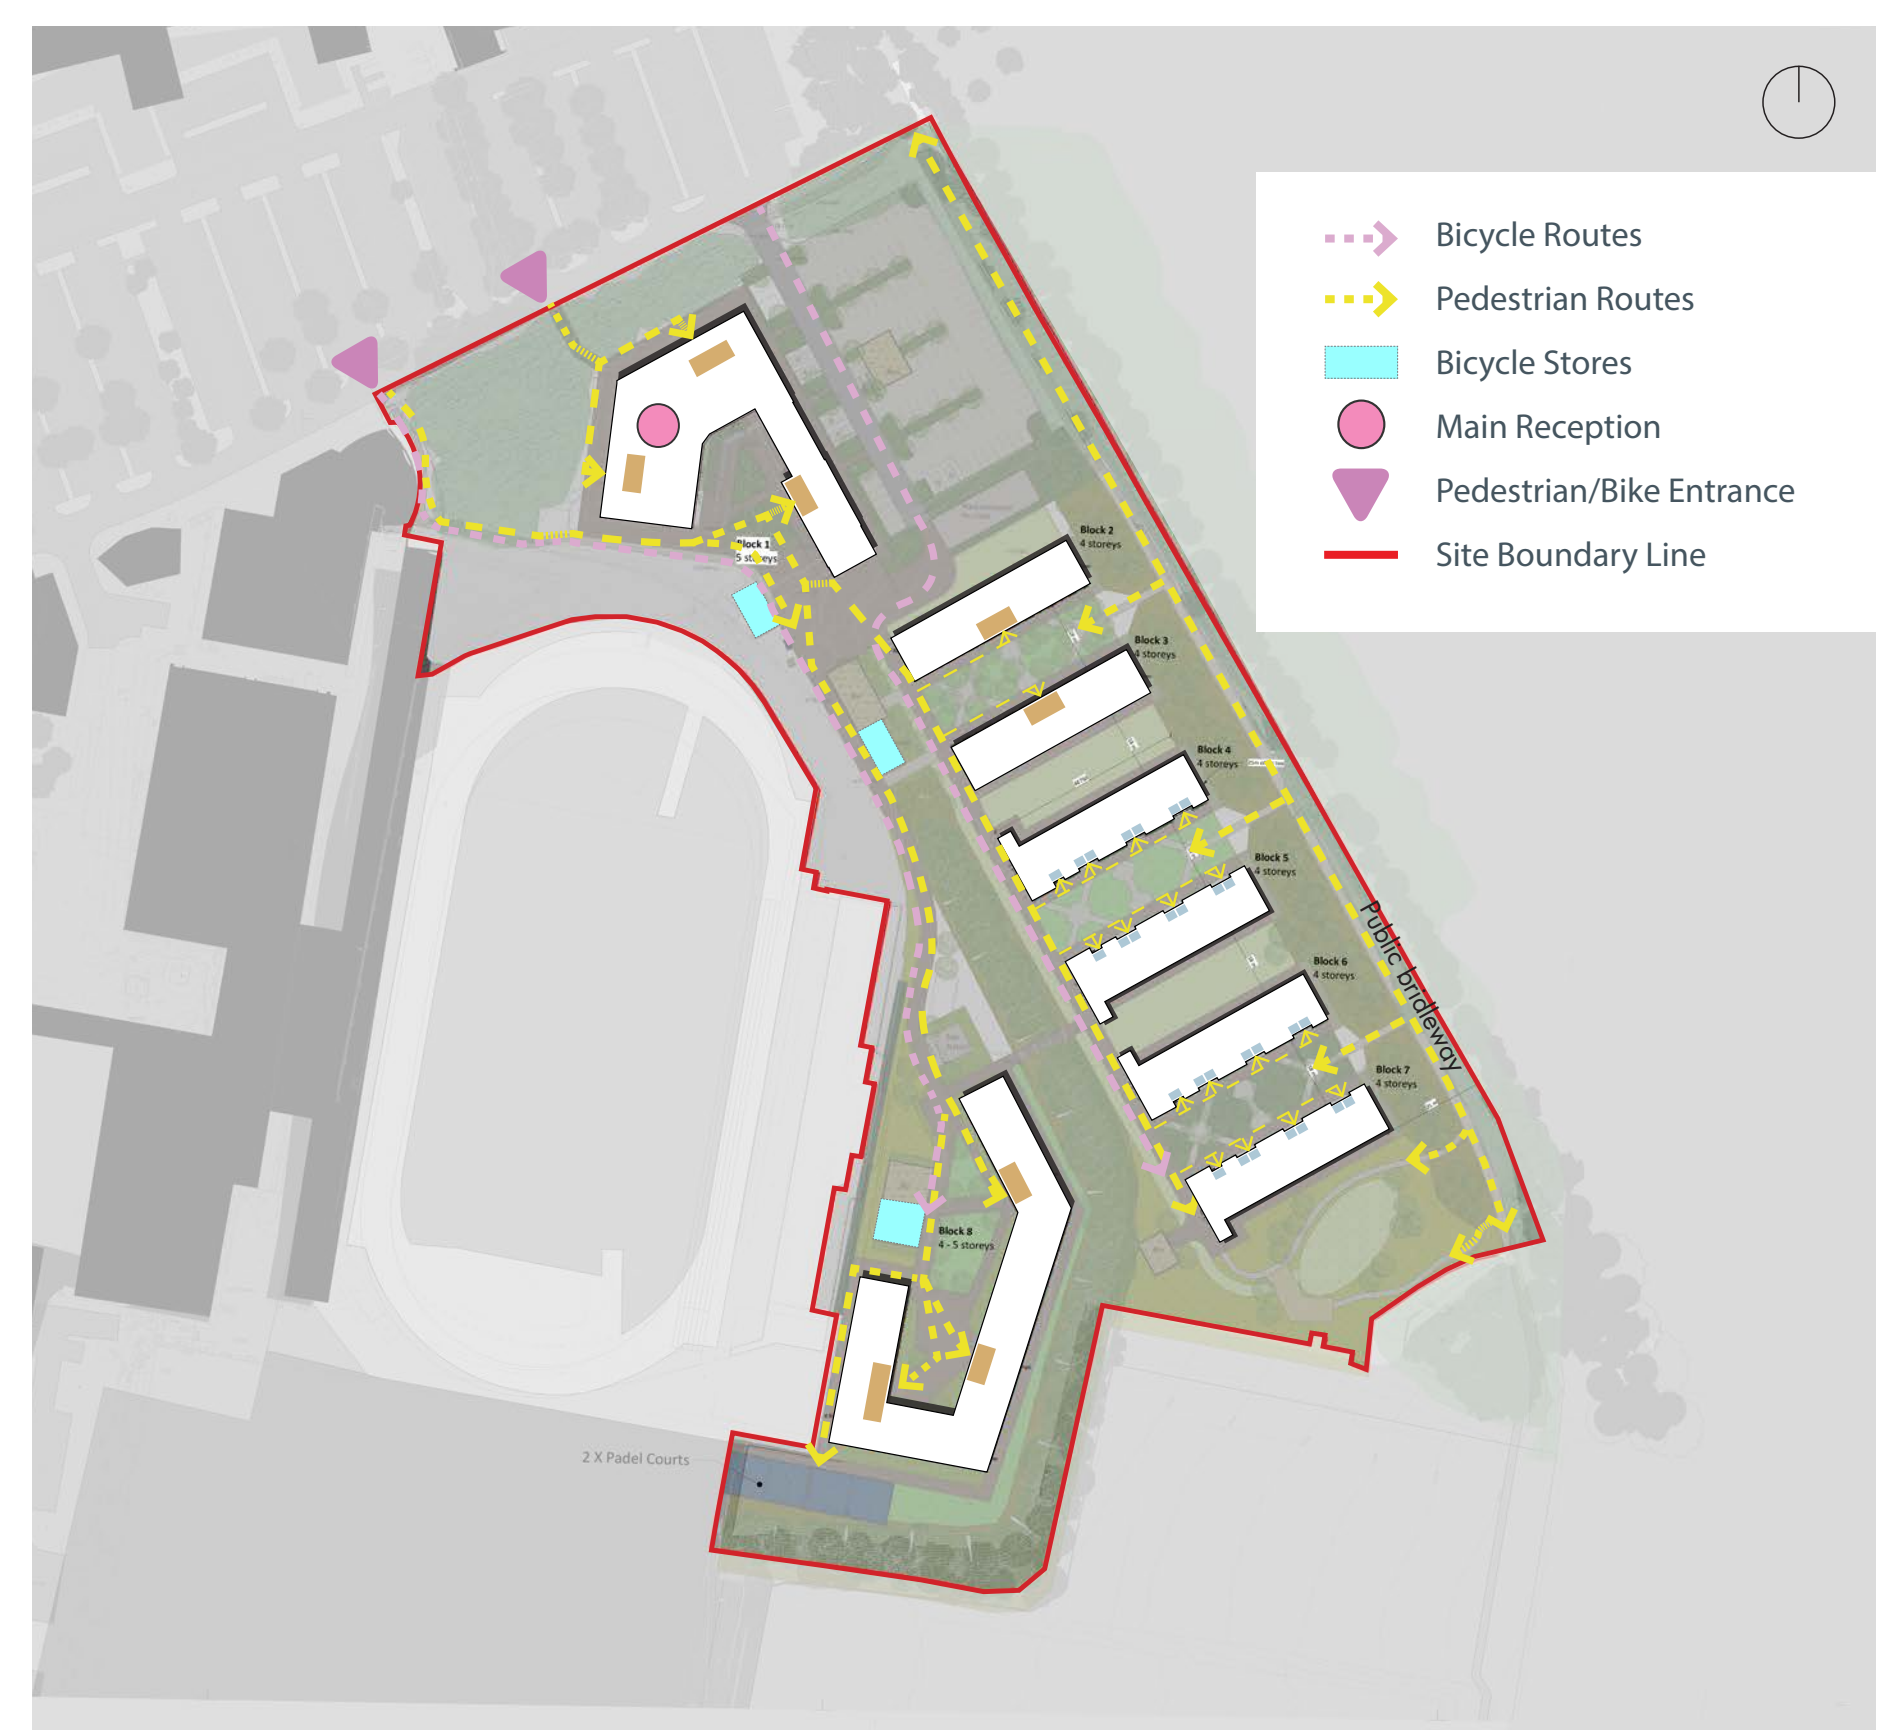 Bicycle Routes
Pedestrian Routes
Bicycle Stores
Main Reception
Pedestrian/Bike Entrance
Site Boundary Line
Block 1
5 storeys
Block 2
4 storeys
Block 3
4 storeys
Block 4
4 storeys
Block 5
4 storeys
Public bridleway
Block 6
4 storeys
Block 7
4 storeys
Block 8
4 - 5 storeys
2 X Padel Courts